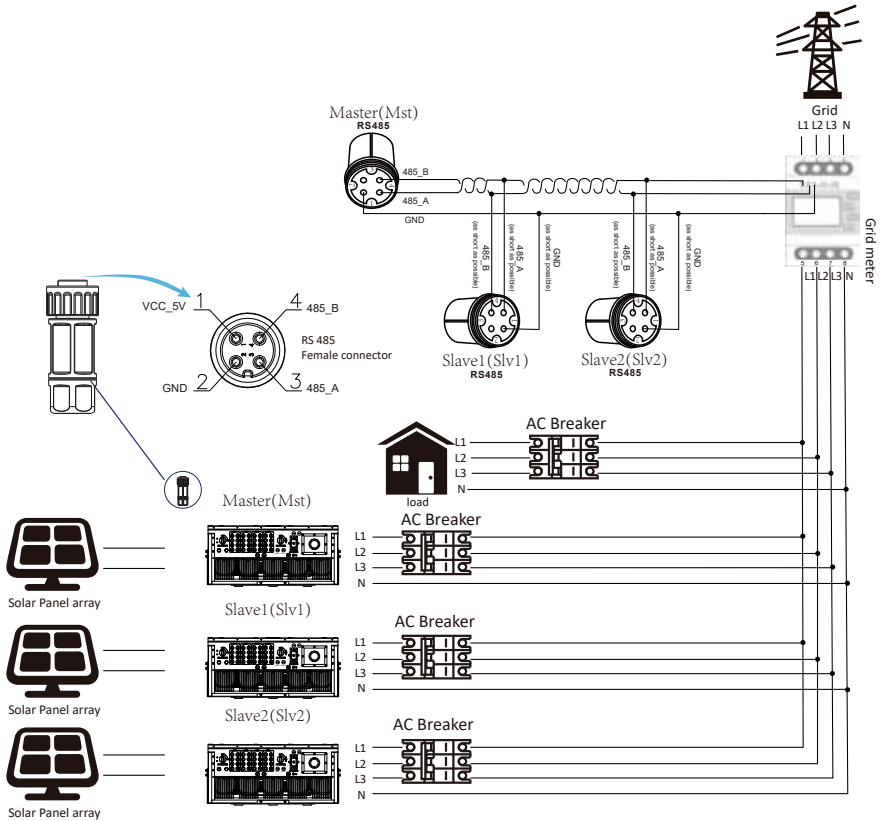 Grid
L1 L2 L3 N
Master(Mst)
RS485
485_B
485_A
GND
Grid meter
5 6 7 8
L1 L2 L3 N
485_B
(as short as possible)
485_A
(as short as possible)
GND
(as short as possible)
485_B
(as short as possible)
485_A
(as short as possible)
GND
(as short as possible)
Slave1(Slv1)
RS485
Slave2(Slv2)
RS485
VCC_5V
1
4
485_B
RS 485
Female connector
GND
2
3
485_A
AC Breaker
L1
L2
L3
N
load
Master(Mst)
AC Breaker
L1
L2
L3
N
Solar Panel array
Slave1(Slv1)
AC Breaker
L1
L2
L3
N
Solar Panel array
Slave2(Slv2)
AC Breaker
L1
L2
L3
N
Solar Panel array